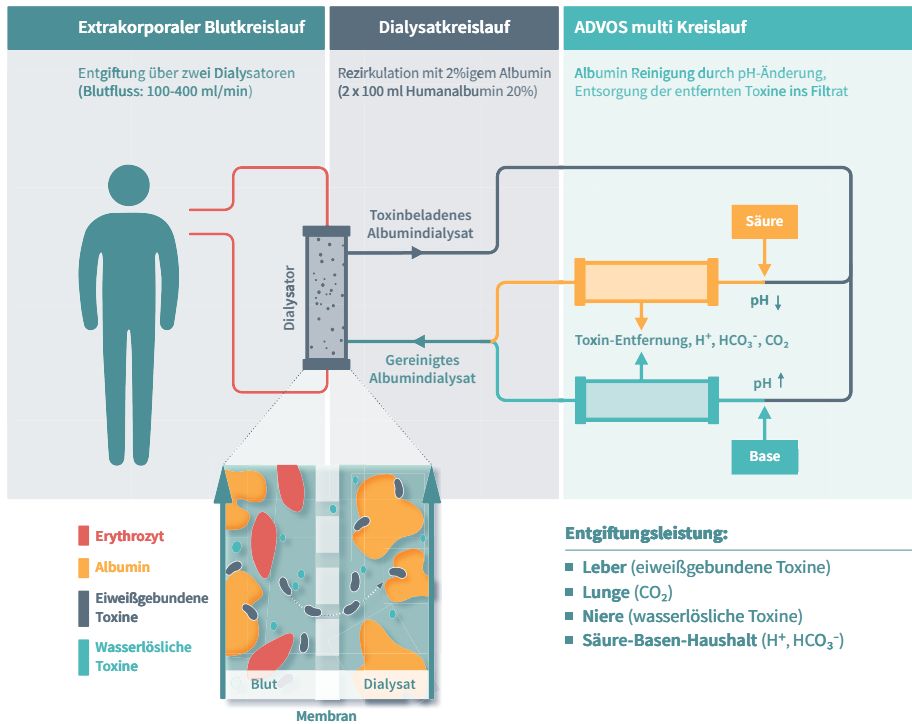 Extrakorporaler Blutkreislauf
Dialysatkreislauf
ADVOS multi Kreislauf
Entgiftung über zwei Dialysatoren
(Blutfluss: 100-400 ml/min)
Rezirkulation mit 2%igem Albumin
(2 x 100 ml Humanalbumin 20%)
Albumin Reinigung durch pH-Änderung,
Entsorgung der entfernten Toxine ins Filtrat
Toxinbeladenes
Albumindialysat
Säure
Dialysator
pH ↓
Toxin-Entfernung, H⁺, HCO₃⁻, CO₂
Gereinigtes
Albumindialysat
pH ↑
Base
Erythrozyt
Albumin
Eiweißgebundene
Toxine
Wasserlösliche
Toxine
Blut
Dialysat
Membran
Entgiftungsleistung:
Leber (eiweißgebundene Toxine)
Lunge (CO₂)
Niere (wasserlösliche Toxine)
Säure-Basen-Haushalt (H⁺, HCO₃⁻)